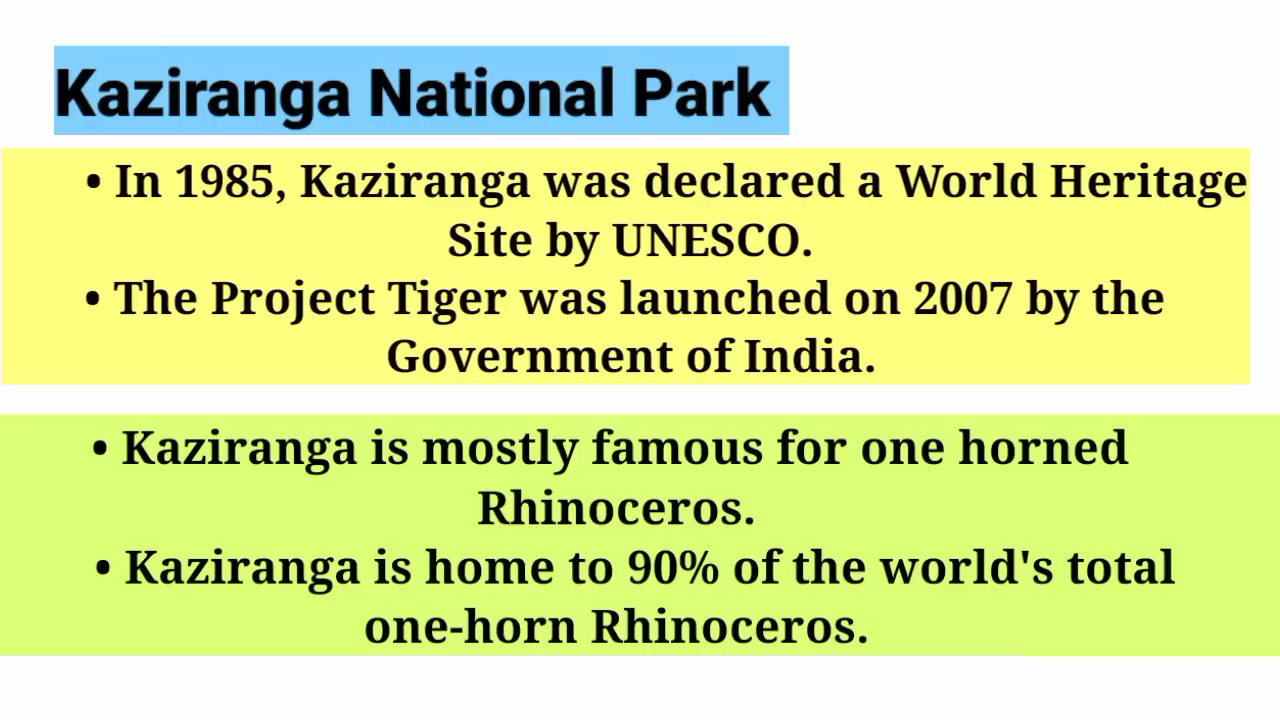 Kaziranga National Park
• In 1985, Kaziranga was declared a World Heritage
Site by UNESCO.
• The Project Tiger was launched on 2007 by the
Government of India.
• Kaziranga is mostly famous for one horned
Rhinoceros.
• Kaziranga is home to 90% of the world's total
one-horn Rhinoceros.